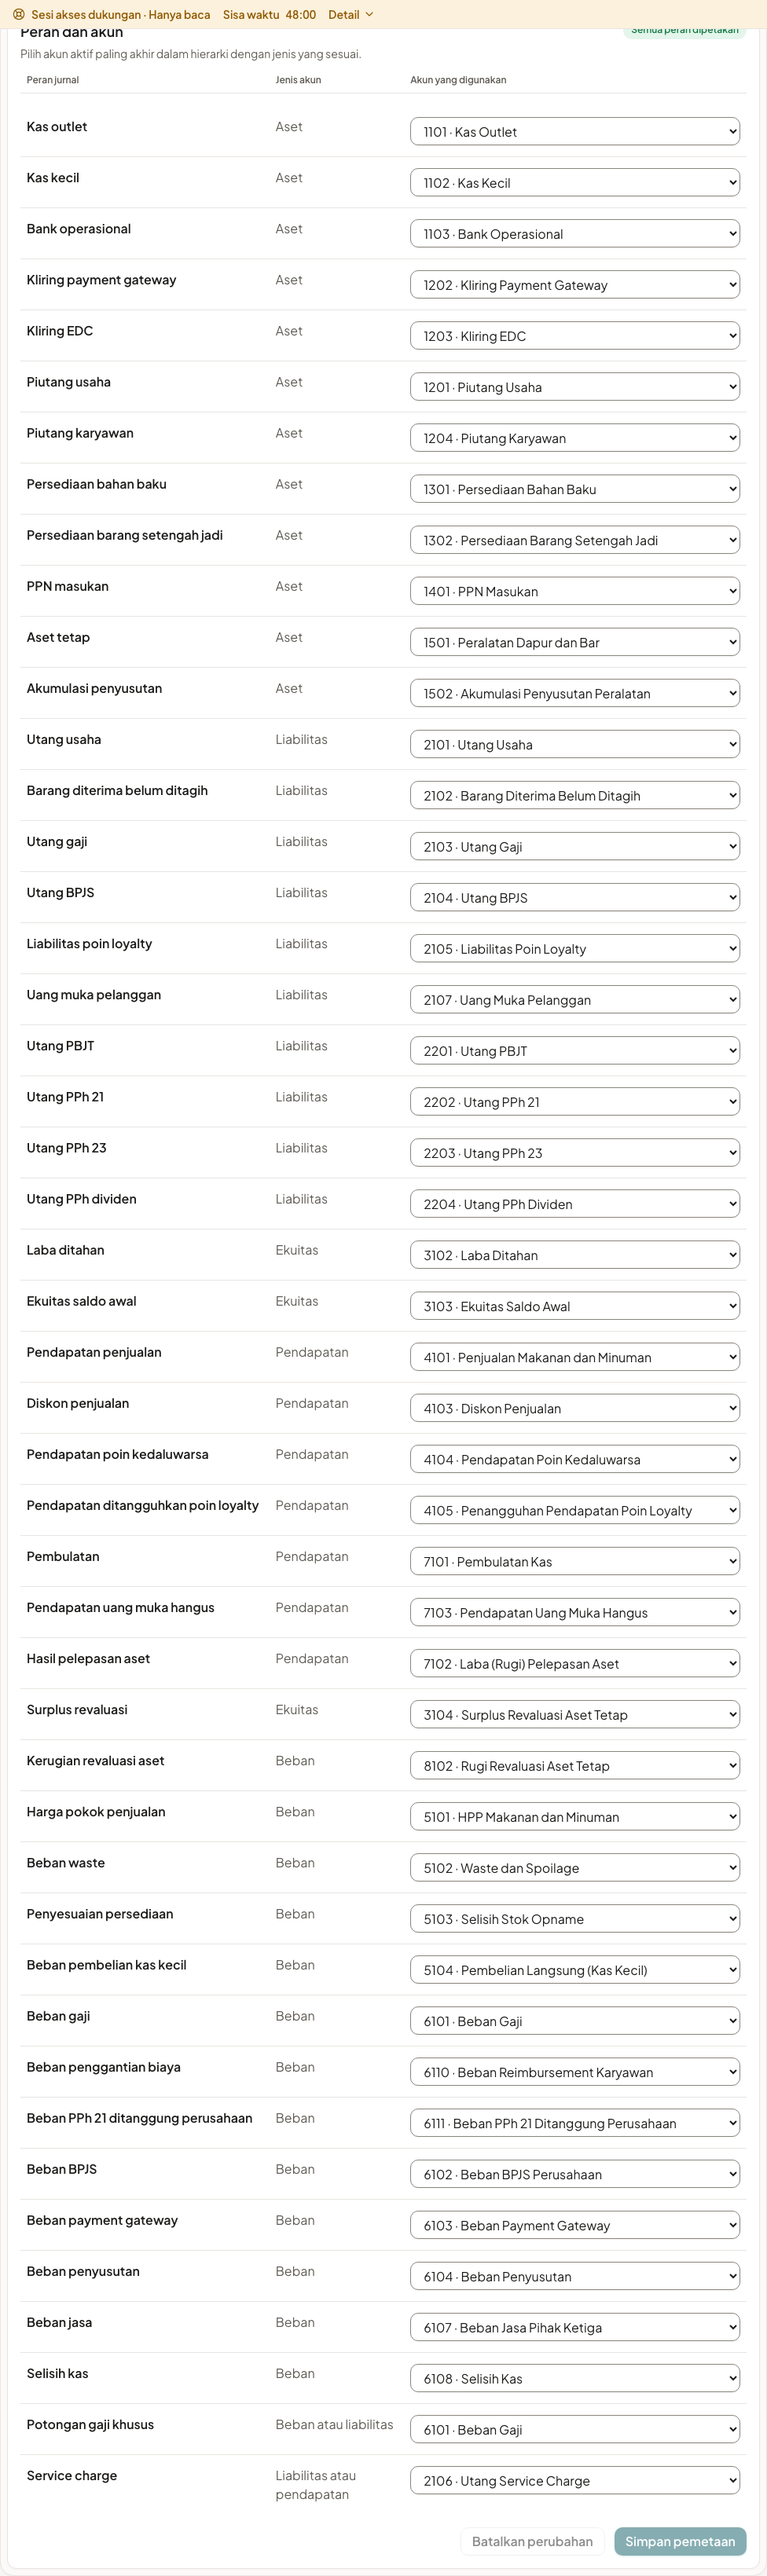 Sesi akses dukungan · Hanya baca Sisa waktu 48:00 Detail
Peran dan akun Semua peran dipetakan
Pilih akun aktif paling akhir dalam hierarki dengan jenis yang sesuai.
Peran jurnal Jenis akun Akun yang digunakan
Kas outlet Aset 1101 · Kas Outlet
Kas kecil Aset 1102 · Kas Kecil
Bank operasional Aset 1103 · Bank Operasional
Kliring payment gateway Aset 1202 · Kliring Payment Gateway
Kliring EDC Aset 1203 · Kliring EDC
Piutang usaha Aset 1201 · Piutang Usaha
Piutang karyawan Aset 1204 · Piutang Karyawan
Persediaan bahan baku Aset 1301 · Persediaan Bahan Baku
Persediaan barang setengah jadi Aset 1302 · Persediaan Barang Setengah Jadi
PPN masukan Aset 1401 · PPN Masukan
Aset tetap Aset 1501 · Peralatan Dapur dan Bar
Akumulasi penyusutan Aset 1502 · Akumulasi Penyusutan Peralatan
Utang usaha Liabilitas 2101 · Utang Usaha
Barang diterima belum ditagih Liabilitas 2102 · Barang Diterima Belum Ditagih
Utang gaji Liabilitas 2103 · Utang Gaji
Utang BPJS Liabilitas 2104 · Utang BPJS
Liabilitas poin loyalty Liabilitas 2105 · Liabilitas Poin Loyalty
Uang muka pelanggan Liabilitas 2107 · Uang Muka Pelanggan
Utang PBJT Liabilitas 2201 · Utang PBJT
Utang PPh 21 Liabilitas 2202 · Utang PPh 21
Utang PPh 23 Liabilitas 2203 · Utang PPh 23
Utang PPh dividen Liabilitas 2204 · Utang PPh Dividen
Laba ditahan Ekuitas 3102 · Laba Ditahan
Ekuitas saldo awal Ekuitas 3103 · Ekuitas Saldo Awal
Pendapatan penjualan Pendapatan 4101 · Penjualan Makanan dan Minuman
Diskon penjualan Pendapatan 4103 · Diskon Penjualan
Pendapatan poin kedaluwarsa Pendapatan 4104 · Pendapatan Poin Kedaluwarsa
Pendapatan ditangguhkan poin loyalty Pendapatan 4105 · Penangguhan Pendapatan Poin Loyalty
Pembulatan Pendapatan 7101 · Pembulatan Kas
Pendapatan uang muka hangus Pendapatan 7103 · Pendapatan Uang Muka Hangus
Hasil pelepasan aset Pendapatan 7102 · Laba (Rugi) Pelepasan Aset
Surplus revaluasi Ekuitas 3104 · Surplus Revaluasi Aset Tetap
Kerugian revaluasi aset Beban 8102 · Rugi Revaluasi Aset Tetap
Harga pokok penjualan Beban 5101 · HPP Makanan dan Minuman
Beban waste Beban 5102 · Waste dan Spoilage
Penyesuaian persediaan Beban 5103 · Selisih Stok Opname
Beban pembelian kas kecil Beban 5104 · Pembelian Langsung (Kas Kecil)
Beban gaji Beban 6101 · Beban Gaji
Beban penggantian biaya Beban 6110 · Beban Reimbursement Karyawan
Beban PPh 21 ditanggung perusahaan Beban 6111 · Beban PPh 21 Ditanggung Perusahaan
Beban BPJS Beban 6102 · Beban BPJS Perusahaan
Beban payment gateway Beban 6103 · Beban Payment Gateway
Beban penyusutan Beban 6104 · Beban Penyusutan
Beban jasa Beban 6107 · Beban Jasa Pihak Ketiga
Selisih kas Beban 6108 · Selisih Kas
Potongan gaji khusus Beban atau liabilitas 6101 · Beban Gaji
Service charge Liabilitas atau pendapatan 2106 · Utang Service Charge
Batalkan perubahan Simpan pemetaan